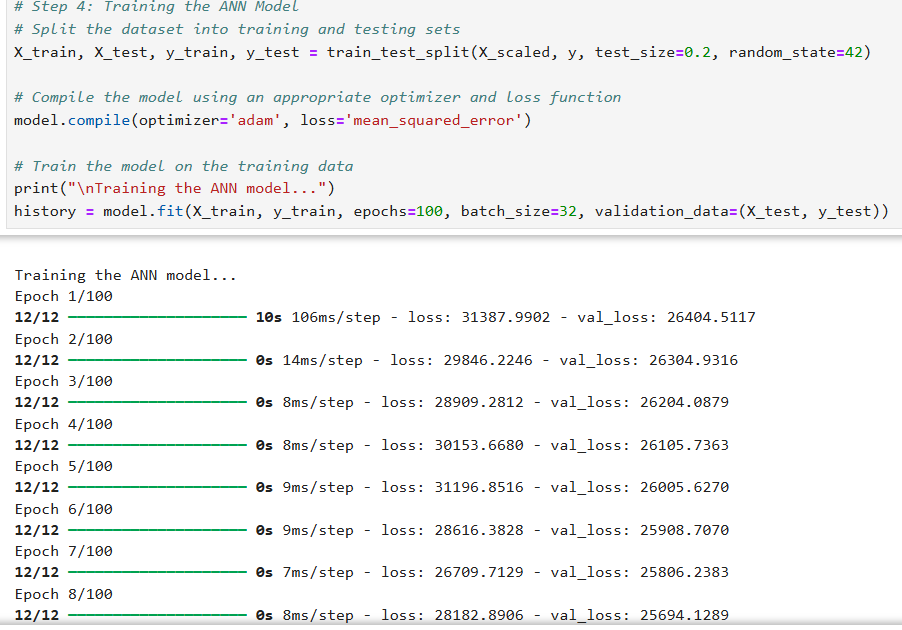 # Step 4: Training the ANN Model
# Split the dataset into training and testing sets
X_train, X_test, y_train, y_test = train_test_split(X_scaled, y, test_size=0.2, random_state=42)
# Compile the model using an appropriate optimizer and loss function
model.compile(optimizer='adam', loss='mean_squared_error')
# Train the model on the training data
print("\nTraining the ANN model...")
history = model.fit(X_train, y_train, epochs=100, batch_size=32, validation_data=(X_test, y_test))
Training the ANN model...
Epoch 1/100
12/12 10s 106ms/step - loss: 31387.9902 - val_loss: 26404.5117
Epoch 2/100
12/12 0s 14ms/step - loss: 29846.2246 - val_loss: 26304.9316
Epoch 3/100
12/12 0s 8ms/step - loss: 28909.2812 - val_loss: 26204.0879
Epoch 4/100
12/12 0s 8ms/step - loss: 30153.6680 - val_loss: 26105.7363
Epoch 5/100
12/12 0s 9ms/step - loss: 31196.8516 - val_loss: 26005.6270
Epoch 6/100
12/12 0s 9ms/step - loss: 28616.3828 - val_loss: 25908.7070
Epoch 7/100
12/12 0s 7ms/step - loss: 26709.7129 - val_loss: 25806.2383
Epoch 8/100
12/12 0s 8ms/step - loss: 28182.8906 - val_loss: 25694.1289